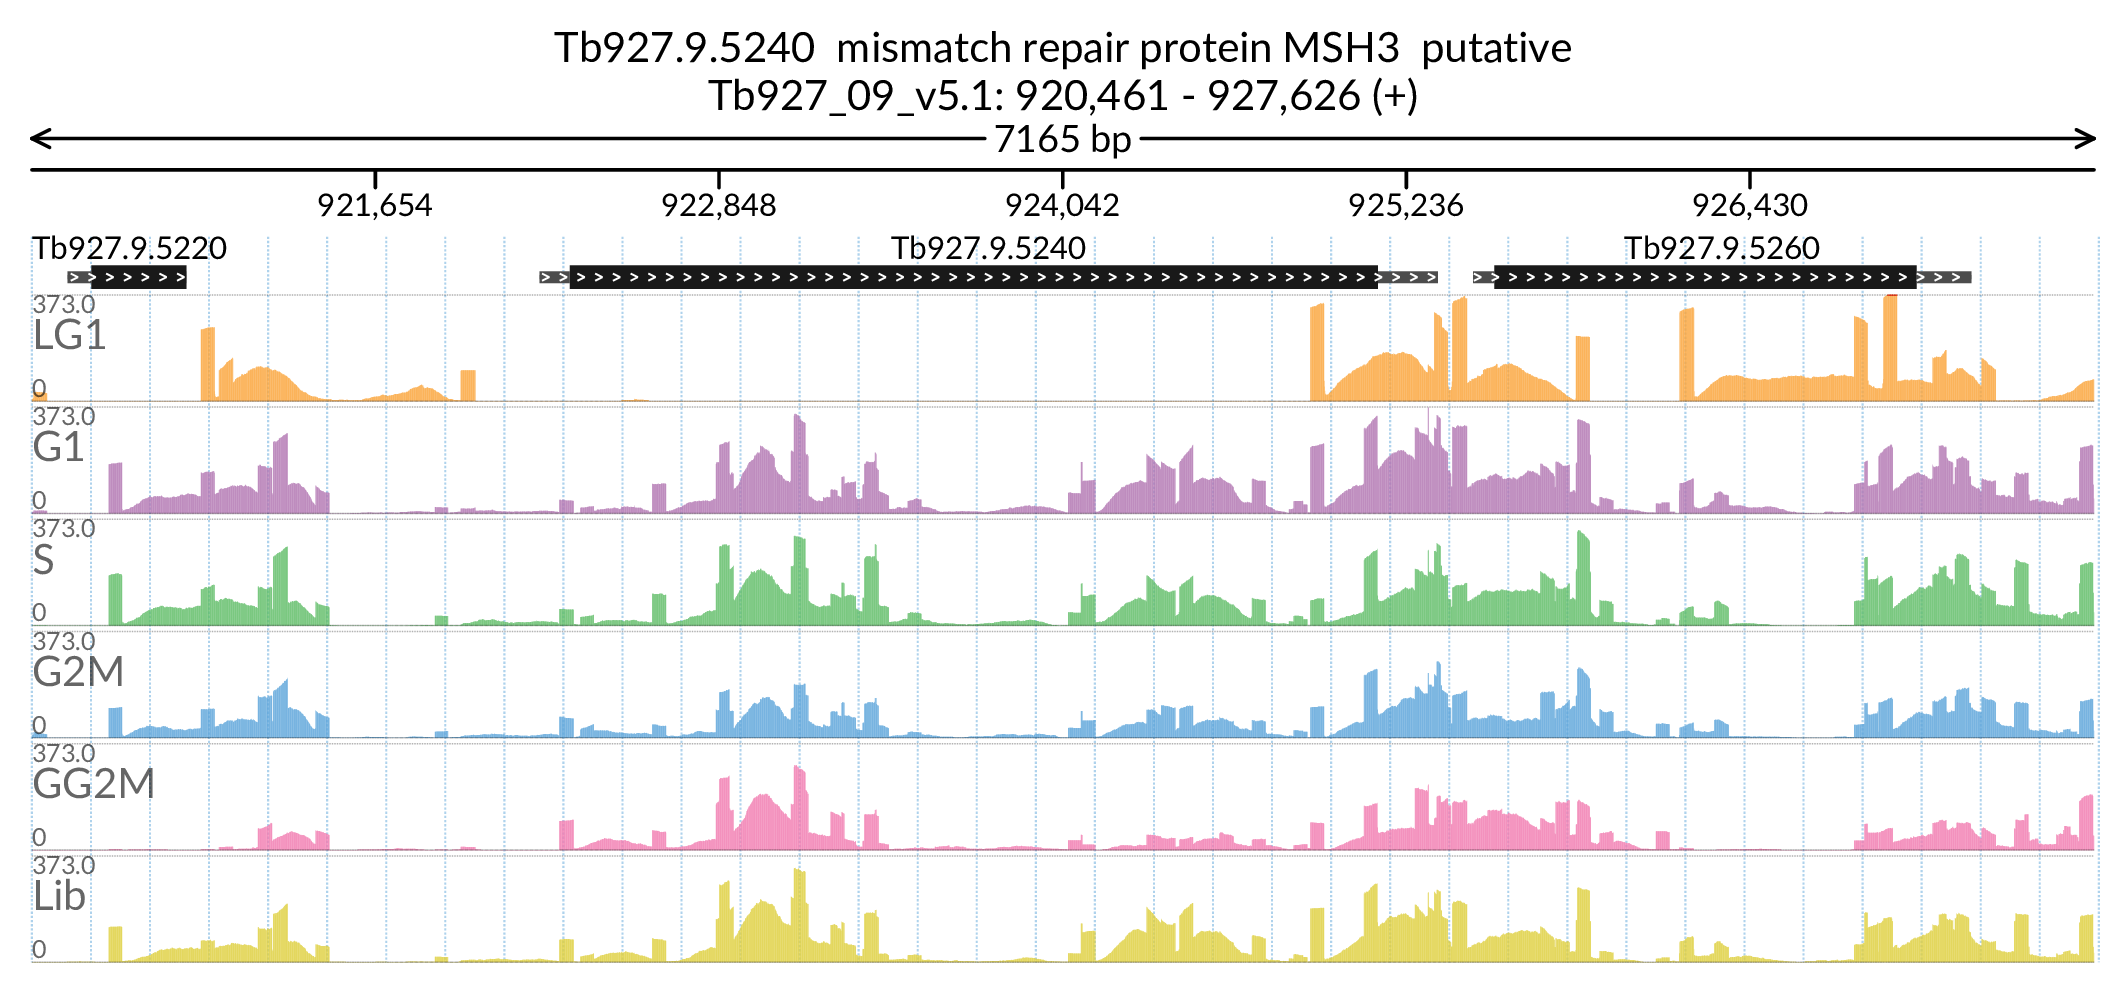 Tb927.9.5240  mismatch repair protein MSH3  putative
Tb927_09_v5.1: 920,461 - 927,626 (+)
7165 bp
921,654 922,848 924,042 925,236 926,430
Tb927.9.5220 Tb927.9.5240 Tb927.9.5260
373.0
LG1
0
373.0
G1
0
373.0
S
0
373.0
G2M
0
373.0
GG2M
0
373.0
Lib
0